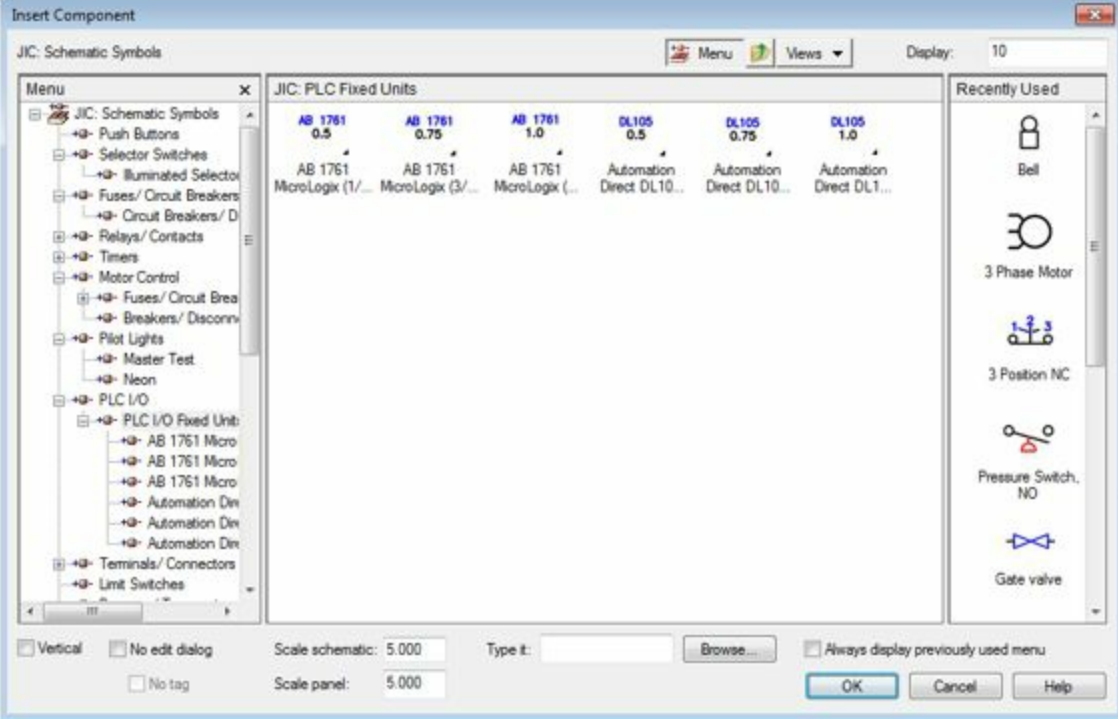 Insert Component
JIC: Schematic Symbols
Menu
Views
Display:
10
Menu
x
JIC: Schematic Symbols
Push Buttons
Selector Switches
Illuminated Selector
Fuses/ Circuit Breakers
Circuit Breakers/ D
Relays/ Contacts
Timers
Motor Control
Fuses/ Circuit Brea
Breakers/ Disconn
Pilot Lights
Master Test
Neon
PLC I/O
PLC I/O Fixed Unit
AB 1761 Micro
AB 1761 Micro
AB 1761 Micro
Automation Dire
Automation Dire
Automation Dire
Terminals/ Connectors
Limit Switches
JIC: PLC Fixed Units
AB 1761
0.5
AB 1761
MicroLogix (1/...
AB 1761
0.75
AB 1761
MicroLogix (3/...
AB 1761
1.0
AB 1761
MicroLogix (...
DL105
0.5
Automation
Direct DL10...
DL105
0.75
Automation
Direct DL10...
DL105
1.0
Automation
Direct DL1...
Recently Used
Bell
3 Phase Motor
1 2 3
3 Position NC
Pressure Switch,
NO
Gate valve
Vertical
No edit dialog
No tag
Scale schematic: 5.000
Scale panel: 5.000
Type it:
Browse...
Always display previously used menu
OK
Cancel
Help